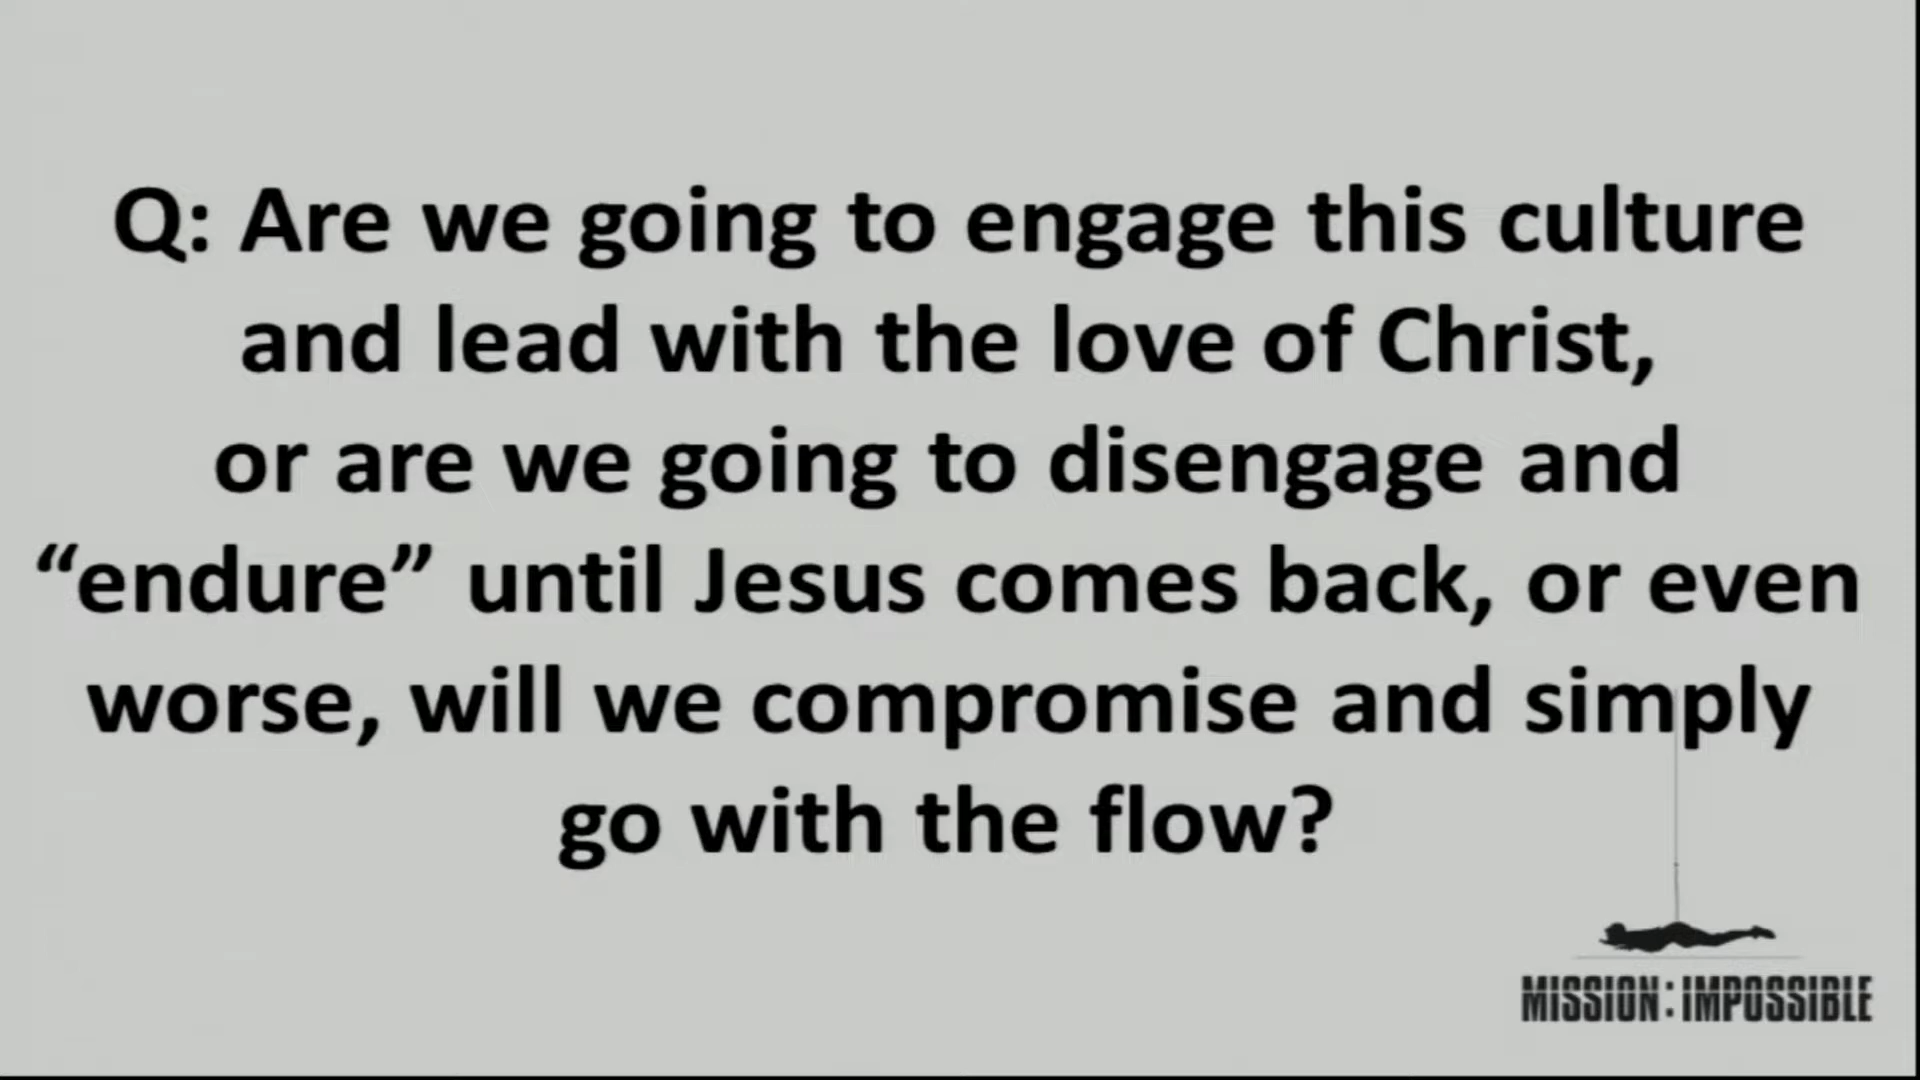 Q: Are we going to engage this culture
and lead with the love of Christ,
or are we going to disengage and
“endure” until Jesus comes back, or even
worse, will we compromise and simply
go with the flow?
MISSION: IMPOSSIBLE